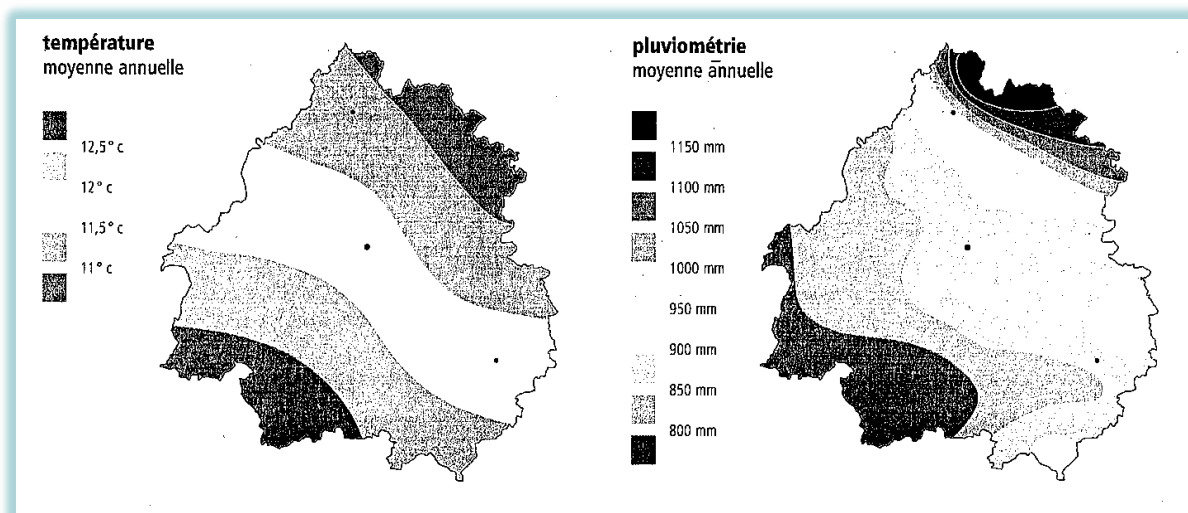 température
moyenne annuelle
12,5° c
12° c
11,5° c
11° c
pluviométrie
moyenne annuelle
1150 mm
1100 mm
1050 mm
1000 mm
950 mm
900 mm
850 mm
800 mm